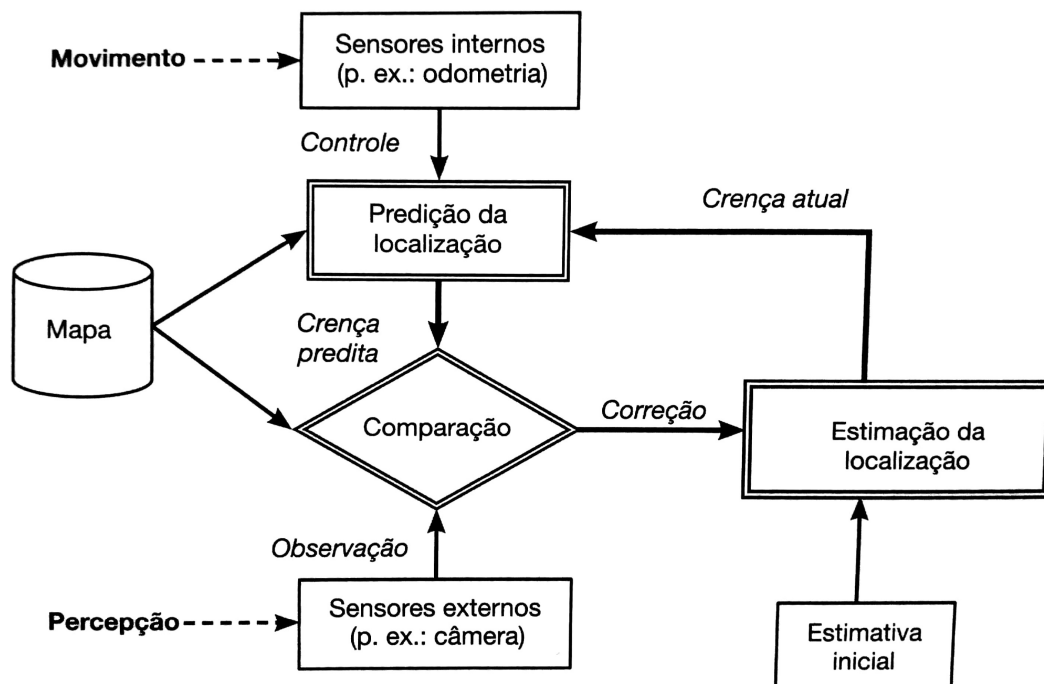 Movimento
Sensores internos
(p. ex.: odometria)
Controle
Crença atual
Predição da
localização
Mapa
Crença
predita
Comparação
Correção
Estimação da
localização
Observação
Percepção
Sensores externos
(p. ex.: câmera)
Estimativa
inicial